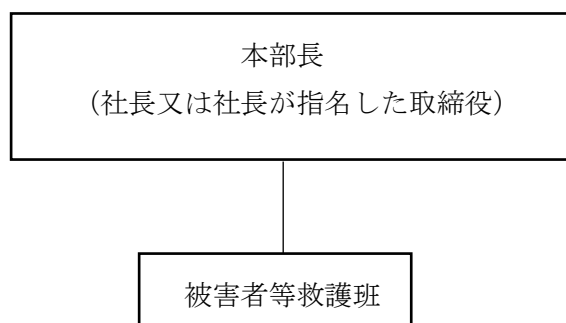 本部長
（社長又は社長が指名した取締役）
被害者等救護班